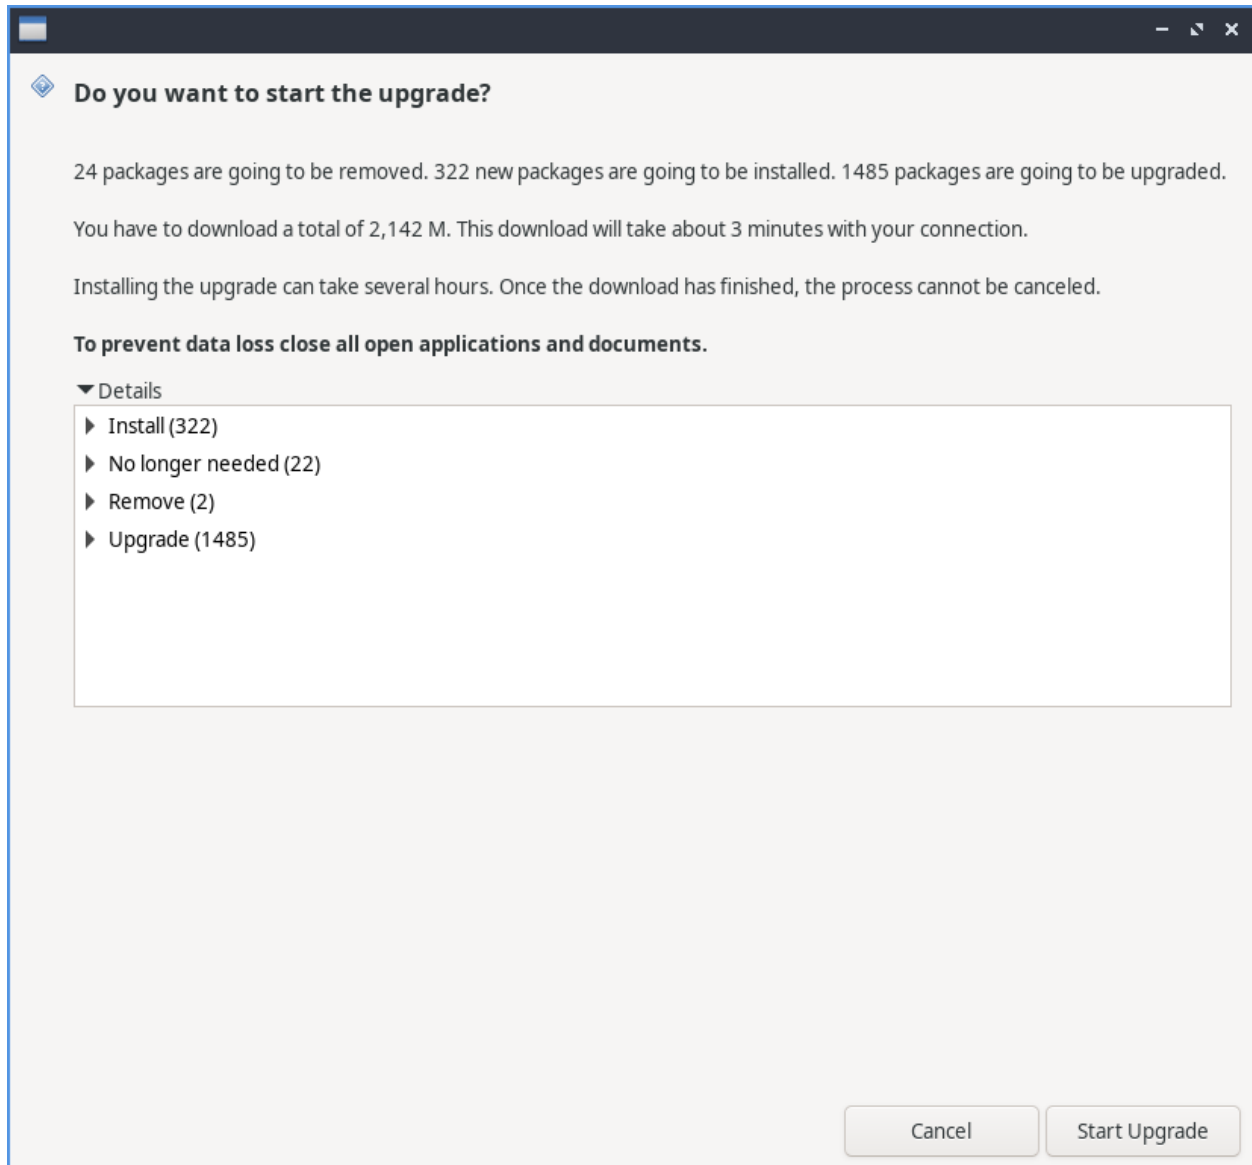 Do you want to start the upgrade?
24 packages are going to be removed. 322 new packages are going to be installed. 1485 packages are going to be upgraded.
You have to download a total of 2,142 M. This download will take about 3 minutes with your connection.
Installing the upgrade can take several hours. Once the download has finished, the process cannot be canceled.
To prevent data loss close all open applications and documents.
Details
Install (322)
No longer needed (22)
Remove (2)
Upgrade (1485)
Cancel
Start Upgrade